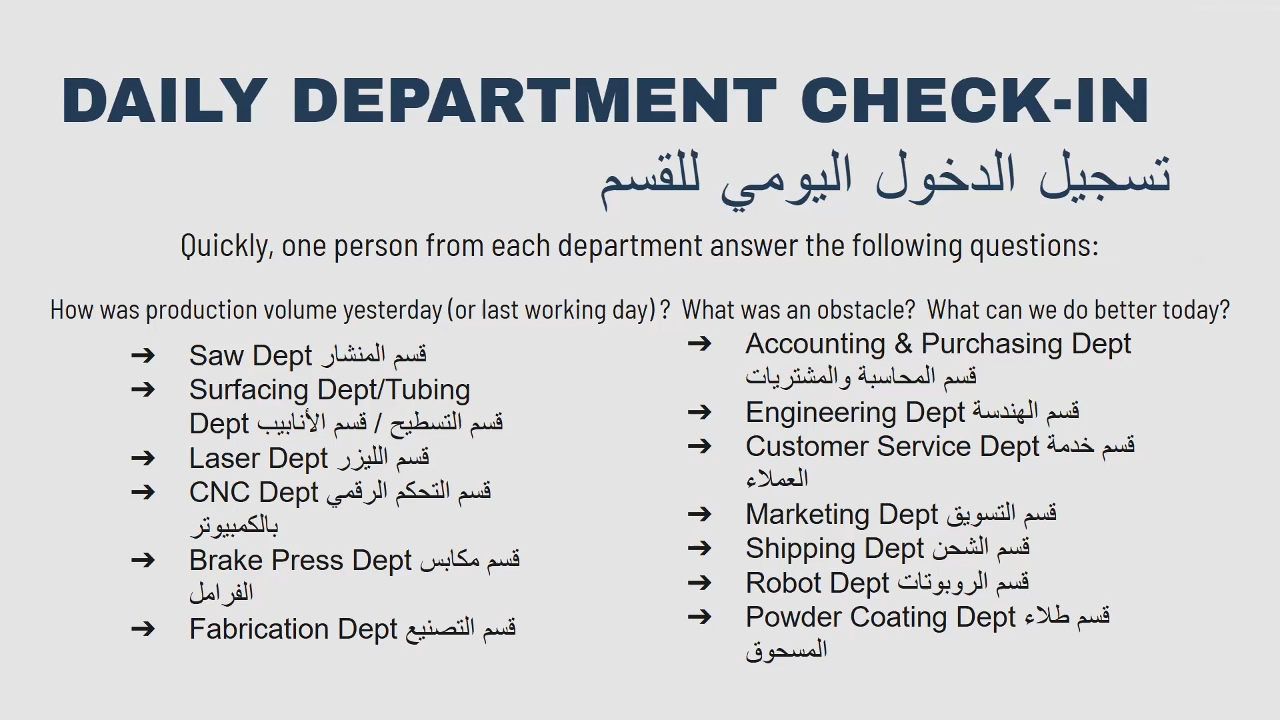 DAILY DEPARTMENT CHECK-IN
تسجيل الدخول اليومي للقسم
Quickly, one person from each department answer the following questions:
How was production volume yesterday (or last working day)? What was an obstacle? What can we do better today?
➔ Saw Dept قسم المنشار
➔ Surfacing Dept/Tubing
Dept قسم التسطيح / قسم الأنابيب
➔ Laser Dept قسم الليزر
➔ CNC Dept قسم التحكم الرقمي
بالكمبيوتر
➔ Brake Press Dept قسم مكابس
الفرامل
➔ Fabrication Dept قسم التصنيع
➔ Accounting & Purchasing Dept
قسم المحاسبة والمشتريات
➔ Engineering Dept قسم الهندسة
➔ Customer Service Dept قسم خدمة
العملاء
➔ Marketing Dept قسم التسويق
➔ Shipping Dept قسم الشحن
➔ Robot Dept قسم الروبوتات
➔ Powder Coating Dept قسم طلاء
المسحوق